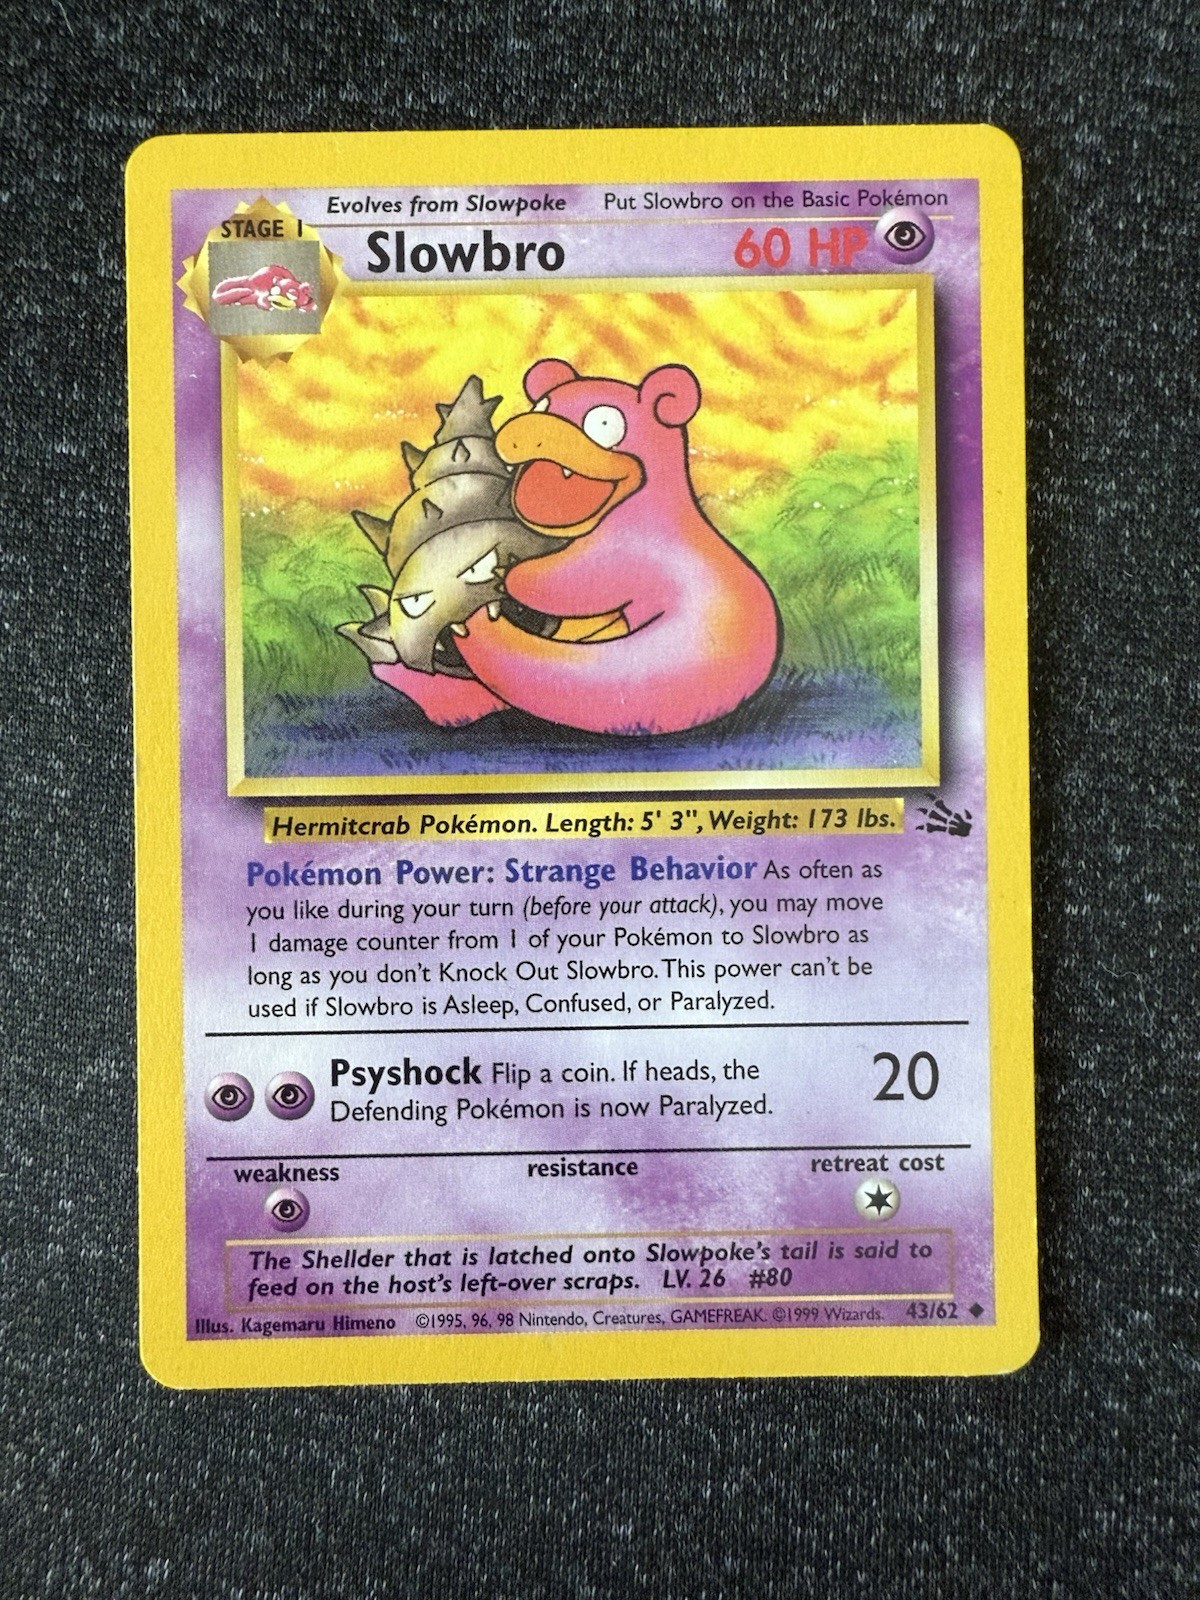 Evolves from Slowpoke Put Slowbro on the Basic Pokémon
STAGE 1
Slowbro 60 HP
Hermitcrab Pokémon. Length: 5' 3", Weight: 173 lbs.
Pokémon Power: Strange Behavior As often as
you like during your turn (before your attack), you may move
1 damage counter from 1 of your Pokémon to Slowbro as
long as you don't Knock Out Slowbro. This power can't be
used if Slowbro is Asleep, Confused, or Paralyzed.
Psyshock Flip a coin. If heads, the 20
Defending Pokémon is now Paralyzed.
weakness resistance retreat cost
The Shellder that is latched onto Slowpoke's tail is said to
feed on the host's left-over scraps. LV. 26 #80
Illus. Kagemaru Himeno ©1995, 96, 98 Nintendo, Creatures, GAMEFREAK. ©1999 Wizards. 43/62